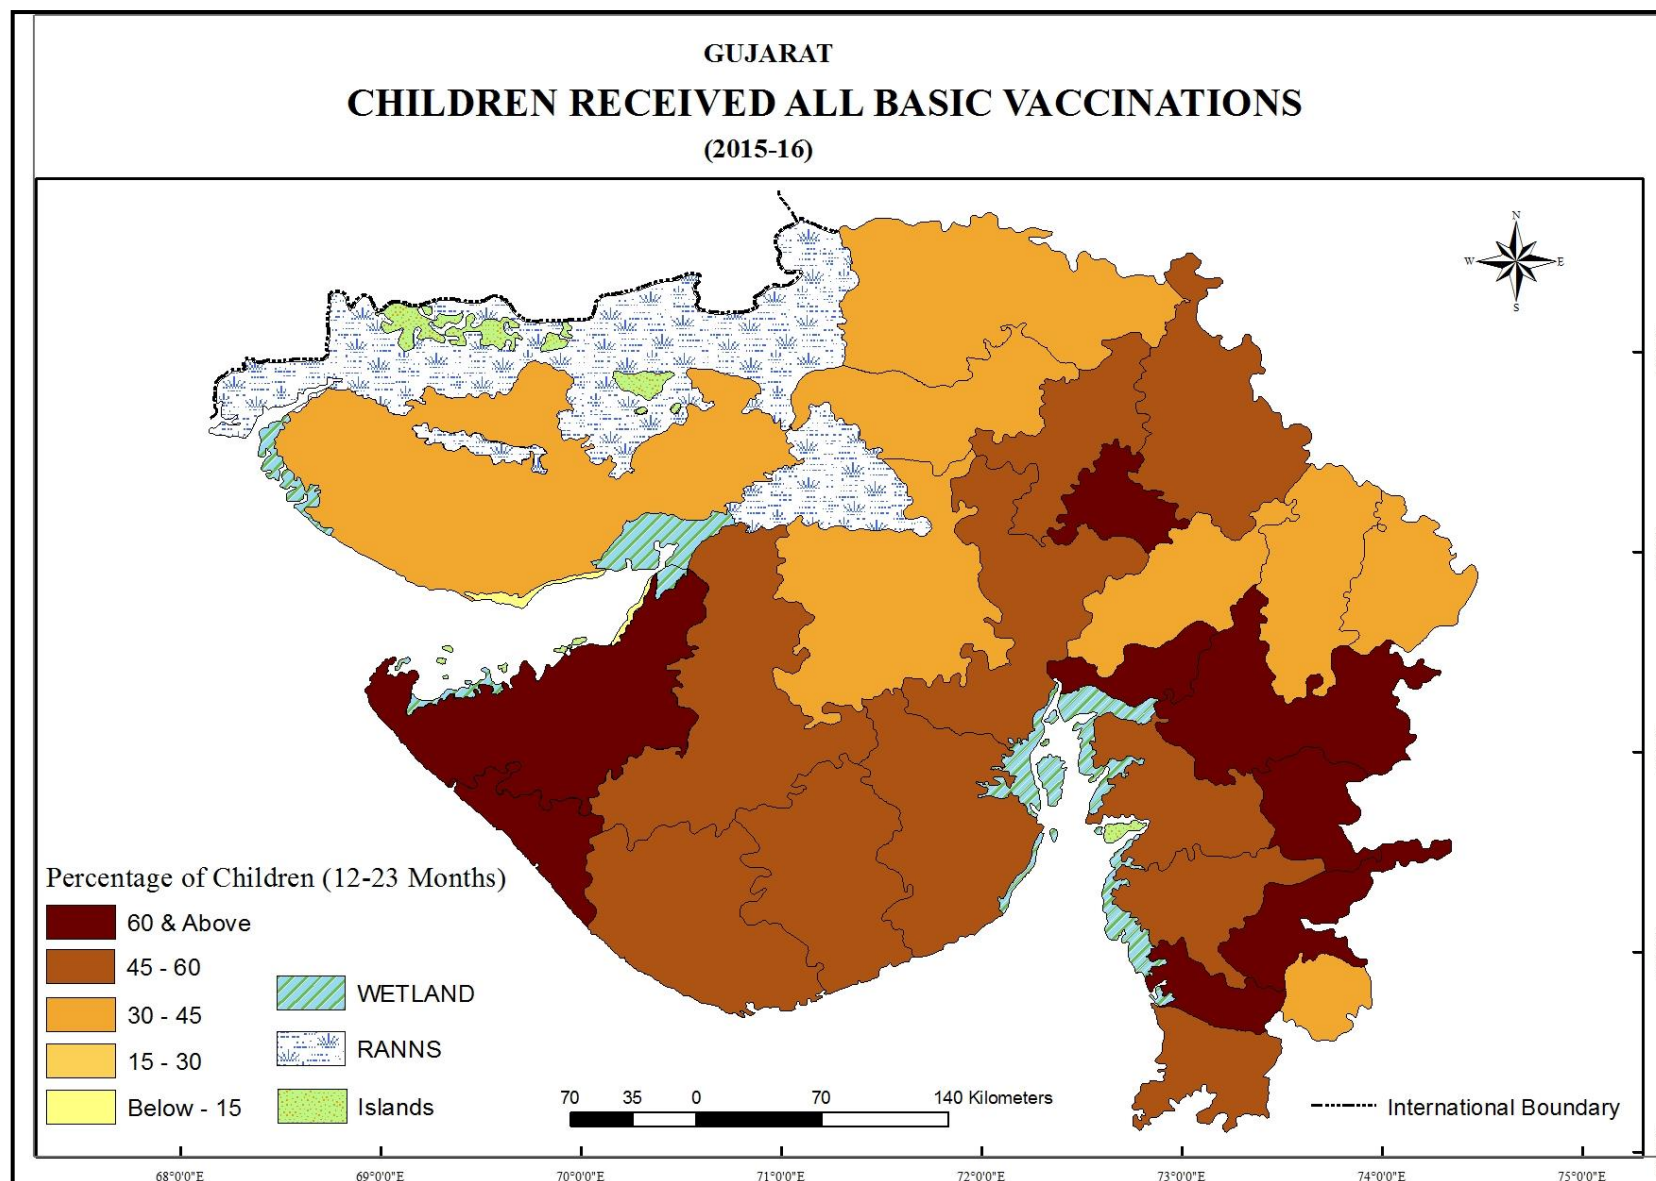 GUJARAT
CHILDREN RECEIVED ALL BASIC VACCINATIONS
(2015-16)
N
W E
S
Percentage of Children (12-23 Months)
60 & Above
45 - 60
30 - 45
15 - 30
Below - 15
WETLAND
RANNS
Islands
70 35 0 70 140 Kilometers
International Boundary
68°0'0"E 69°0'0"E 70°0'0"E 71°0'0"E 72°0'0"E 73°0'0"E 74°0'0"E 75°0'0"E